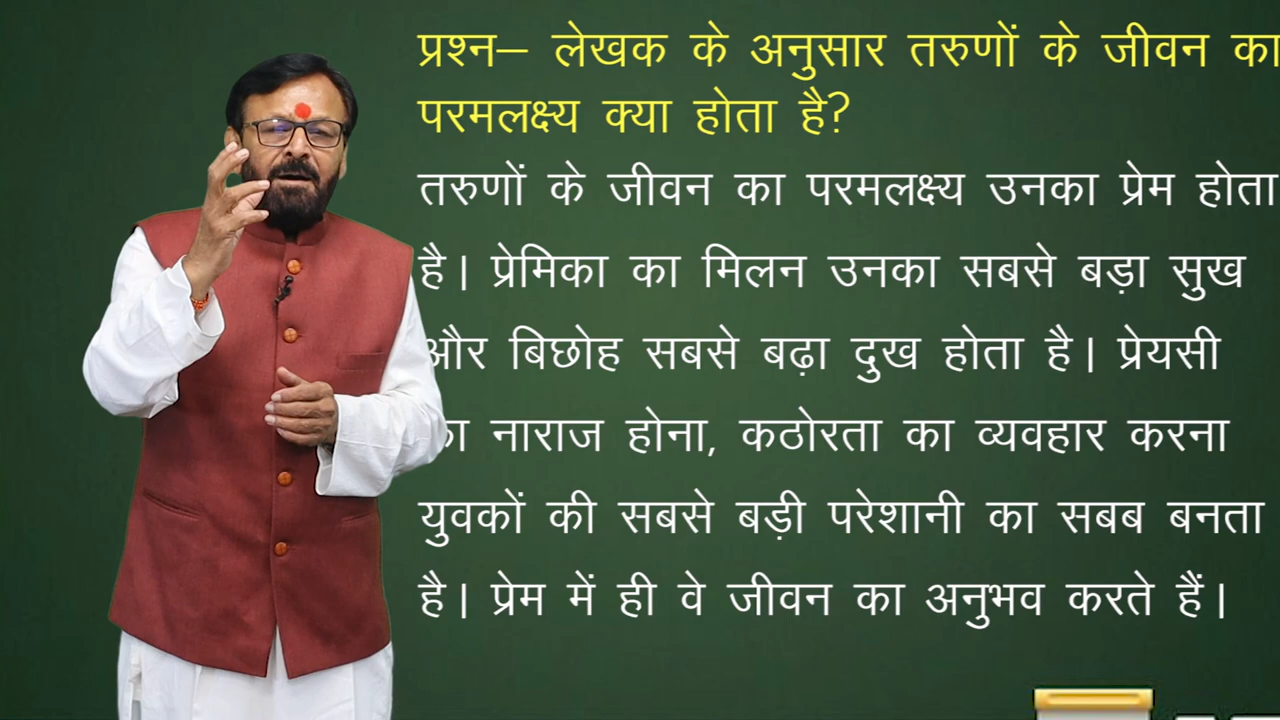 प्रश्न– लेखक के अनुसार तरुणों के जीवन का
परमलक्ष्य क्या होता है?
तरुणों के जीवन का परमलक्ष्य उनका प्रेम होता
है। प्रेमिका का मिलन उनका सबसे बड़ा सुख
और बिछोह सबसे बढ़ा दुख होता है। प्रेयसी
का नाराज होना, कठोरता का व्यवहार करना
युवकों की सबसे बड़ी परेशानी का सबब बनता
है। प्रेम में ही वे जीवन का अनुभव करते हैं।